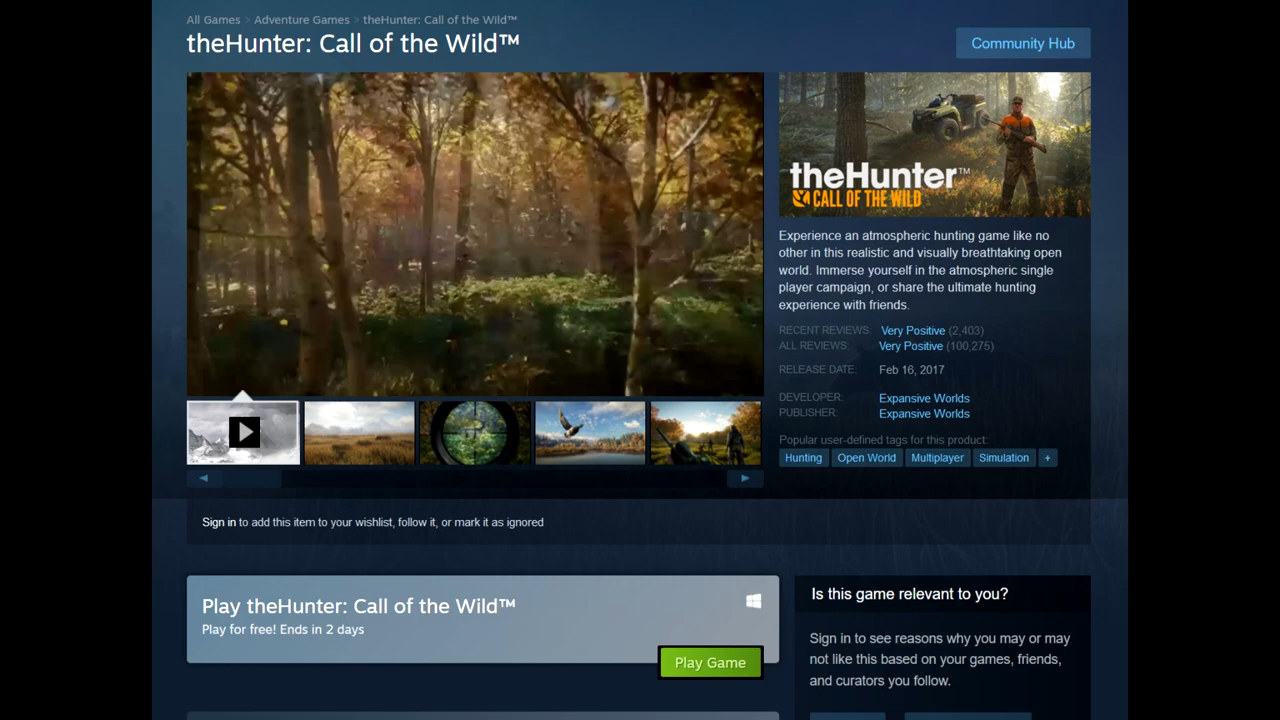 All Games > Adventure Games > theHunter: Call of the Wild™
theHunter: Call of the Wild™
Community Hub
theHunter™
CALL OF THE WILD
Experience an atmospheric hunting game like no
other in this realistic and visually breathtaking open
world. Immerse yourself in the atmospheric single
player campaign, or share the ultimate hunting
experience with friends.
RECENT REVIEWS: Very Positive (2,403)
ALL REVIEWS: Very Positive (100,275)
RELEASE DATE: Feb 16, 2017
DEVELOPER: Expansive Worlds
PUBLISHER: Expansive Worlds
Popular user-defined tags for this product:
Hunting Open World Multiplayer Simulation +
Sign in to add this item to your wishlist, follow it, or mark it as ignored
Play theHunter: Call of the Wild™
Play for free! Ends in 2 days
Play Game
Is this game relevant to you?
Sign in to see reasons why you may or may
not like this based on your games, friends,
and curators you follow.